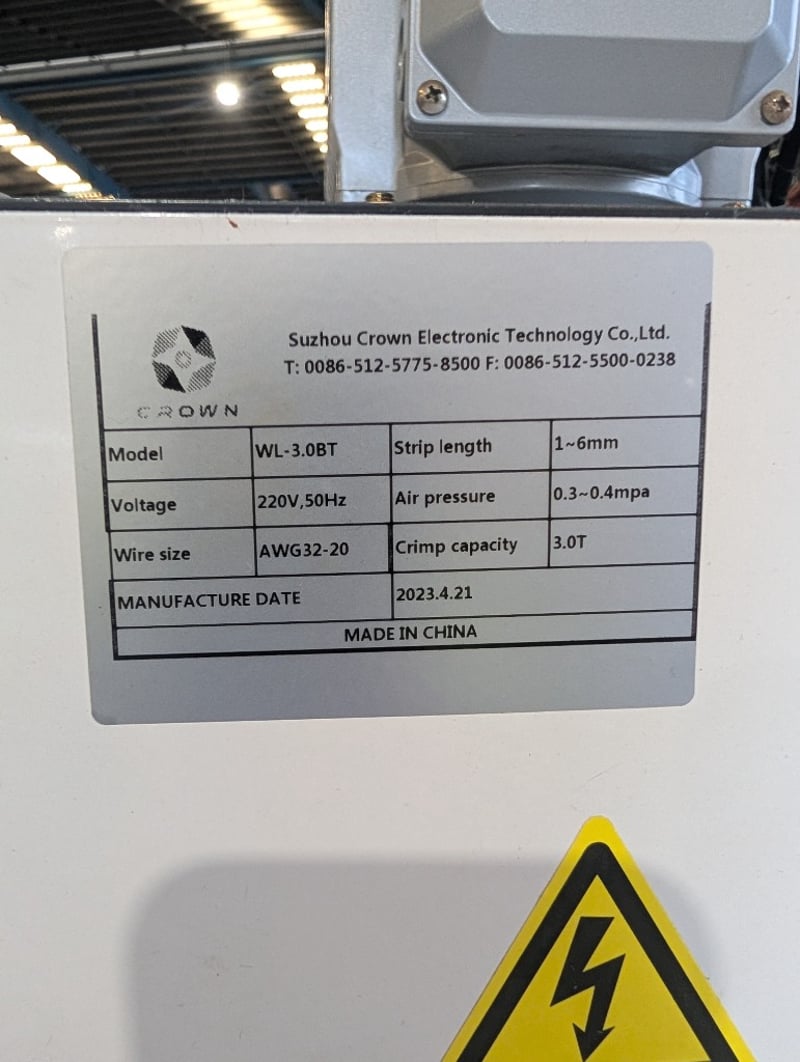 Suzhou Crown Electronic Technology Co.,Ltd.
T: 0086-512-5775-8500 F: 0086-512-5500-0238
CROWN
Model WL-3.0BT Strip length 1~6mm
Voltage 220V,50Hz Air pressure 0.3~0.4mpa
Wire size AWG32-20 Crimp capacity 3.0T
MANUFACTURE DATE 2023.4.21
MADE IN CHINA